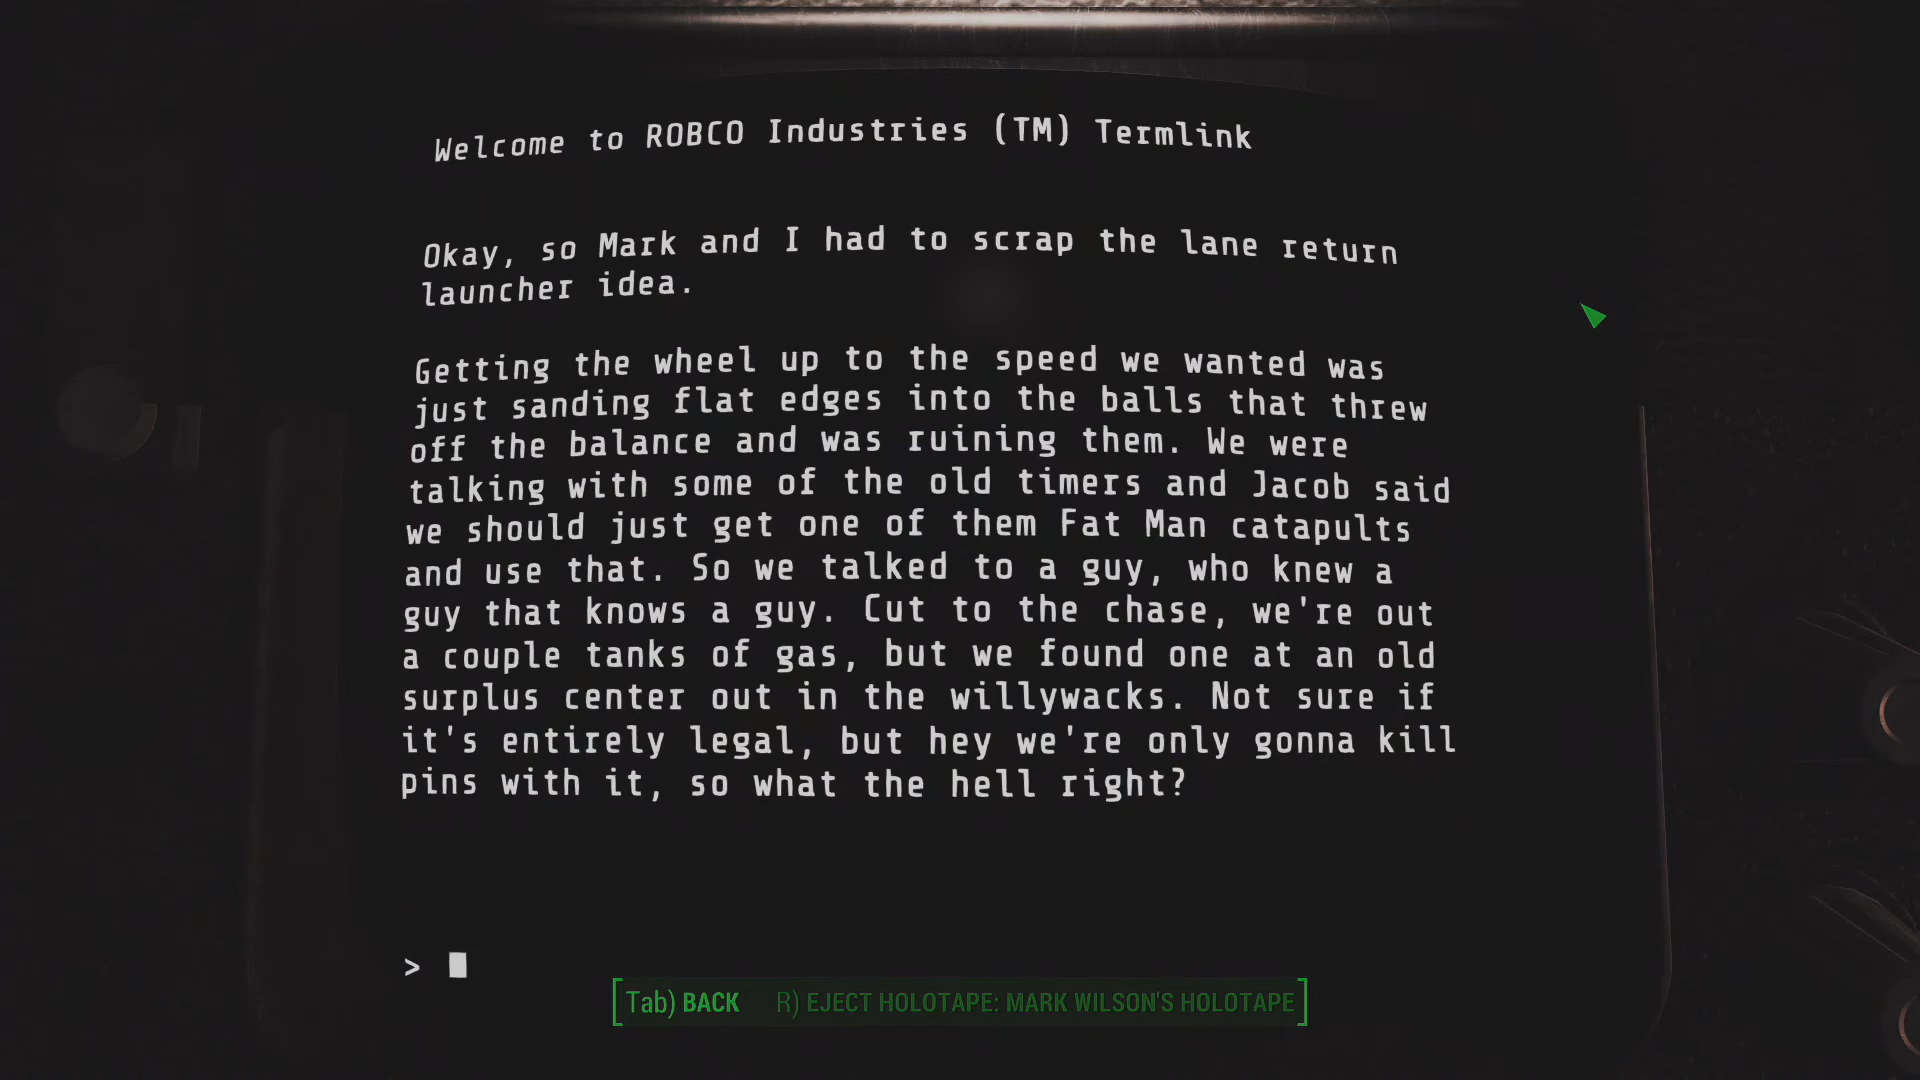 Welcome to ROBCO Industries (TM) Termlink
Okay, so Mark and I had to scrap the lane return
launcher idea.
Getting the wheel up to the speed we wanted was
just sanding flat edges into the balls that threw
off the balance and was ruining them. We were
talking with some of the old timers and Jacob said
we should just get one of them Fat Man catapults
and use that. So we talked to a guy, who knew a
guy that knows a guy. Cut to the chase, we're out
a couple tanks of gas, but we found one at an old
surplus center out in the willywacks. Not sure if
it's entirely legal, but hey we're only gonna kill
pins with it, so what the hell right?
>
Tab) BACK R) EJECT HOLOTAPE: MARK WILSON'S HOLOTAPE